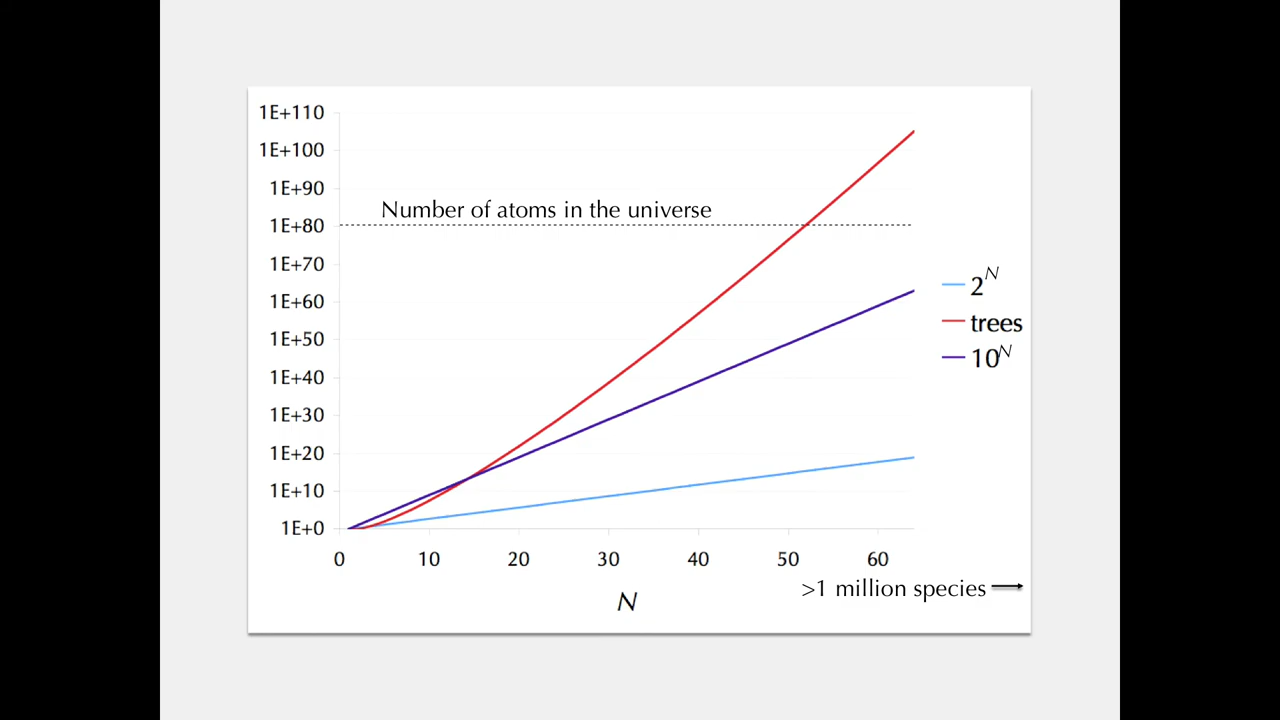 1E+110
1E+100
1E+90
Number of atoms in the universe
1E+80
1E+70
1E+60
1E+50
1E+40
1E+30
1E+20
1E+10
1E+0
2^N
trees
10^N
0 10 20 30 40 50 60
>1 million species
N